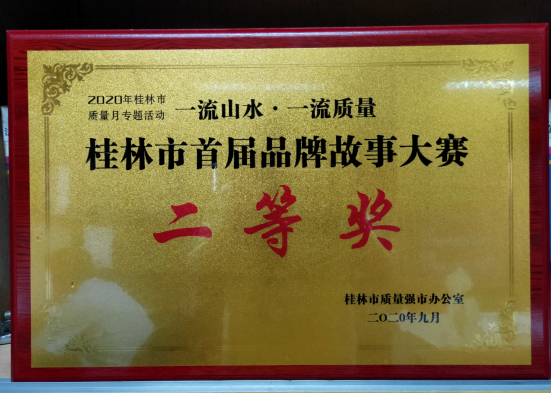 2020年桂林市
质量月专题活动
一流山水·一流质量
桂林市首届品牌故事大赛
二等奖
桂林市质量强市办公室
二〇二〇年九月